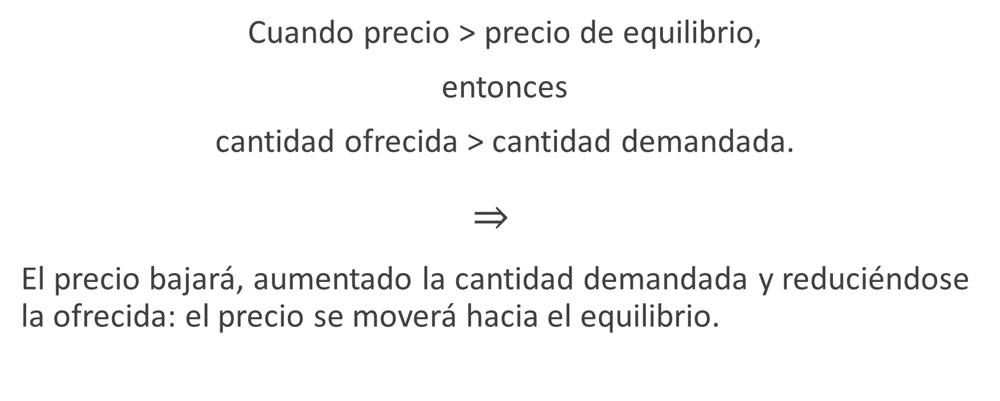 Cuando precio > precio de equilibrio,
entonces
cantidad ofrecida > cantidad demandada.
⇒
El precio bajará, aumentado la cantidad demandada y reduciéndose
la ofrecida: el precio se moverá hacia el equilibrio.